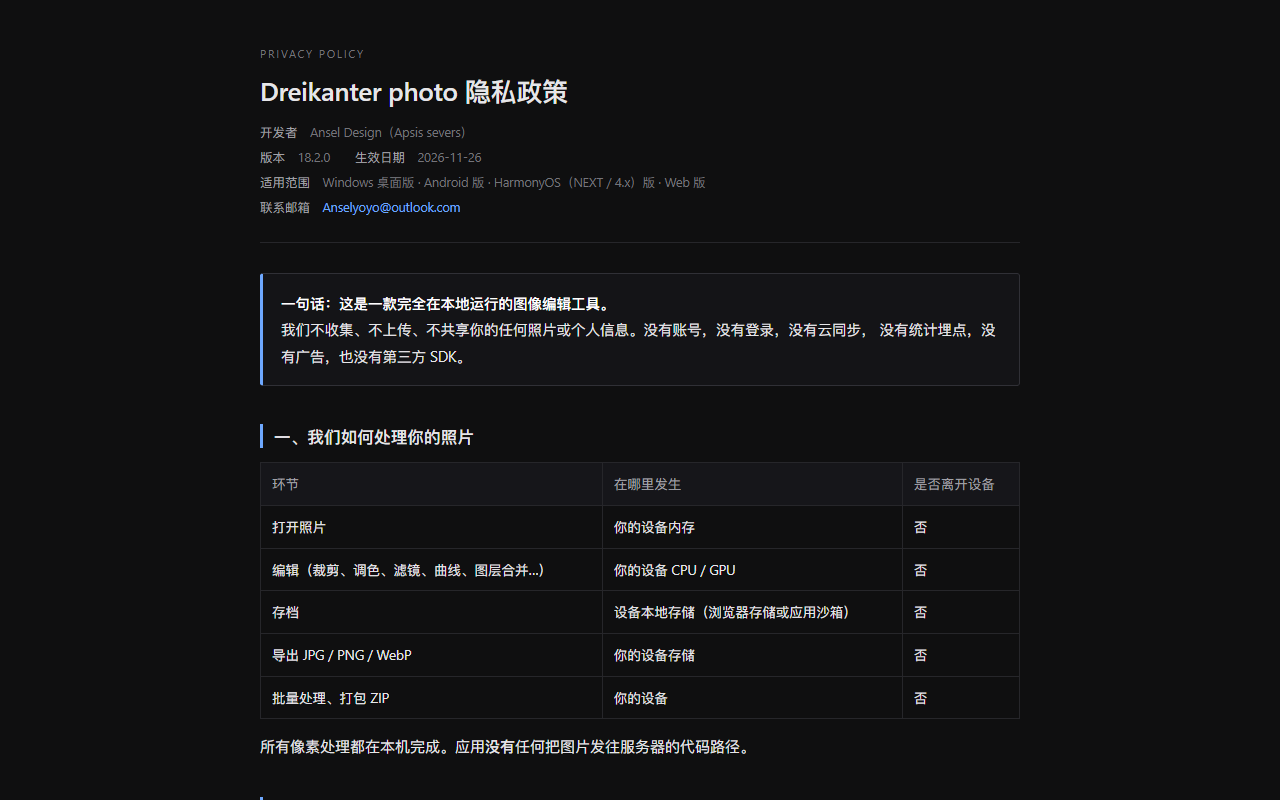 PRIVACY POLICY
Dreikanter photo 隐私政策
开发者 Ansel Design（Apsis severs）
版本 18.2.0 生效日期 2026-11-26
适用范围 Windows 桌面版 · Android 版 · HarmonyOS（NEXT / 4.x）版 · Web 版
联系邮箱 Anselyoyo@outlook.com
一句话：这是一款完全在本地运行的图像编辑工具。
我们不收集、不上传、不共享你的任何照片或个人信息。没有账号，没有登录，没有云同步， 没有统计埋点，没
有广告，也没有第三方 SDK。
一、我们如何处理你的照片
环节 在哪里发生 是否离开设备
打开照片 你的设备内存 否
编辑（裁剪、调色、滤镜、曲线、图层合并…） 你的设备 CPU / GPU 否
存档 设备本地存储（浏览器存储或应用沙箱） 否
导出 JPG / PNG / WebP 你的设备存储 否
批量处理、打包 ZIP 你的设备 否
所有像素处理都在本机完成。应用没有任何把图片发往服务器的代码路径。